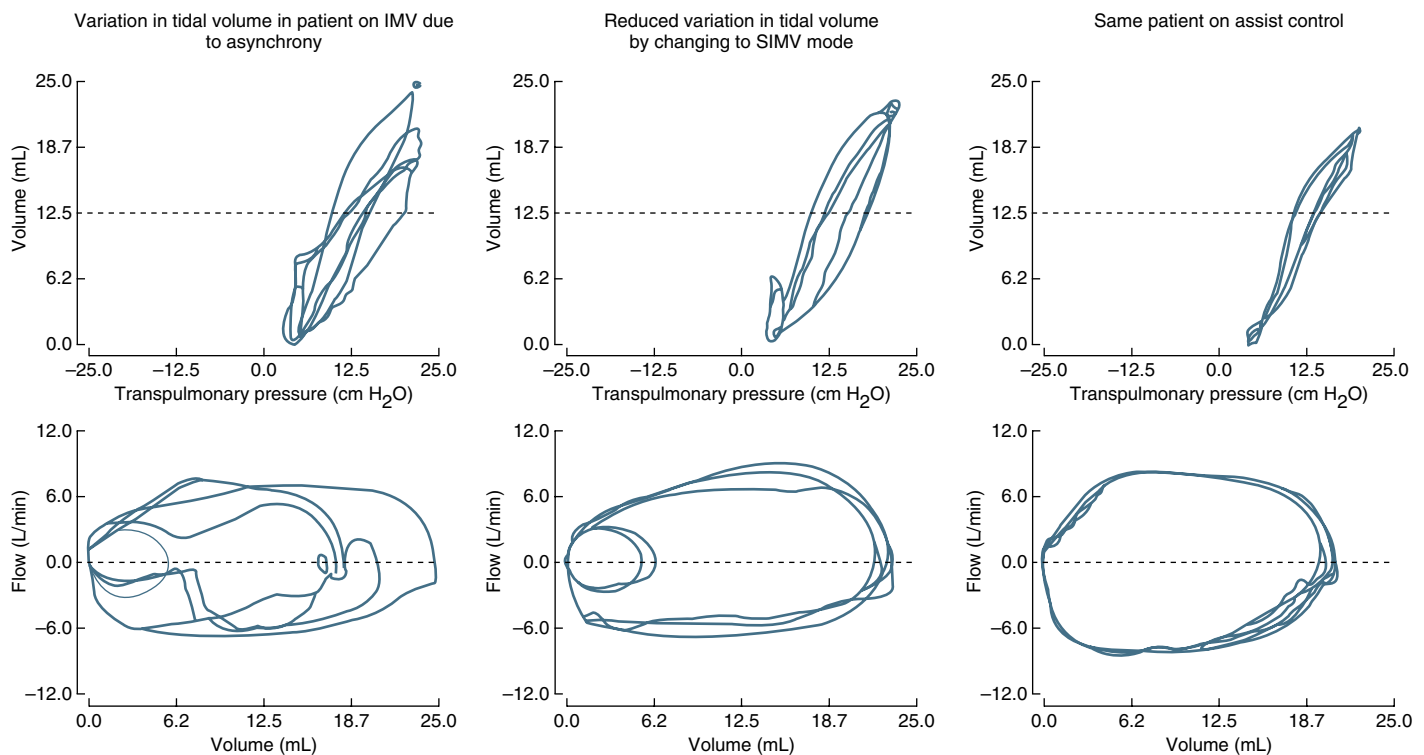 Variation in tidal volume in patient on IMV due
to asynchrony
Reduced variation in tidal volume
by changing to SIMV mode
Same patient on assist control
25.0
18.7
12.5
6.2
0.0
Volume (mL)
−25.0 −12.5 0.0 12.5 25.0
Transpulmonary pressure (cm H₂O)
25.0
18.7
12.5
6.2
0.0
Volume (mL)
−25.0 −12.5 0.0 12.5 25.0
Transpulmonary pressure (cm H₂O)
25.0
18.7
12.5
6.2
0.0
Volume (mL)
−25.0 −12.5 0.0 12.5 25.0
Transpulmonary pressure (cm H₂O)
12.0
6.0
0.0
−6.0
−12.0
Flow (L/min)
0.0 6.2 12.5 18.7 25.0
Volume (mL)
12.0
6.0
0.0
−6.0
−12.0
Flow (L/min)
0.0 6.2 12.5 18.7 25.0
Volume (mL)
12.0
6.0
0.0
−6.0
−12.0
Flow (L/min)
0.0 6.2 12.5 18.7 25.0
Volume (mL)